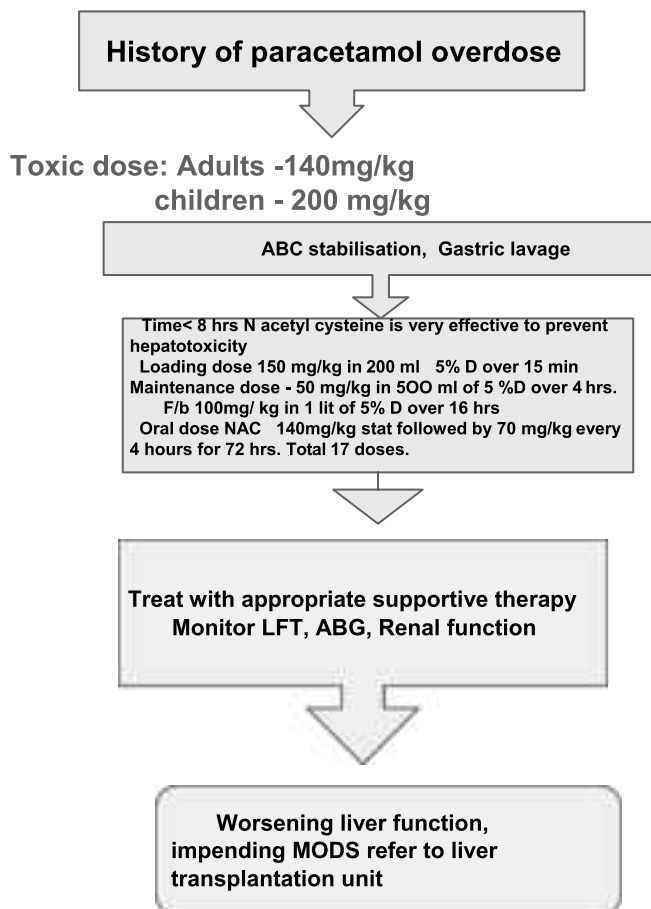 History of paracetamol overdose
Toxic dose: Adults -140mg/kg
children - 200 mg/kg
ABC stabilisation, Gastric lavage
Time< 8 hrs N acetyl cysteine is very effective to prevent
hepatotoxicity
Loading dose 150 mg/kg in 200 ml 5% D over 15 min
Maintenance dose - 50 mg/kg in 5OO ml of 5 %D over 4 hrs.
F/b 100mg/ kg in 1 lit of 5% D over 16 hrs
Oral dose NAC 140mg/kg stat followed by 70 mg/kg every
4 hours for 72 hrs. Total 17 doses.
Treat with appropriate supportive therapy
Monitor LFT, ABG, Renal function
Worsening liver function,
impending MODS refer to liver
transplantation unit